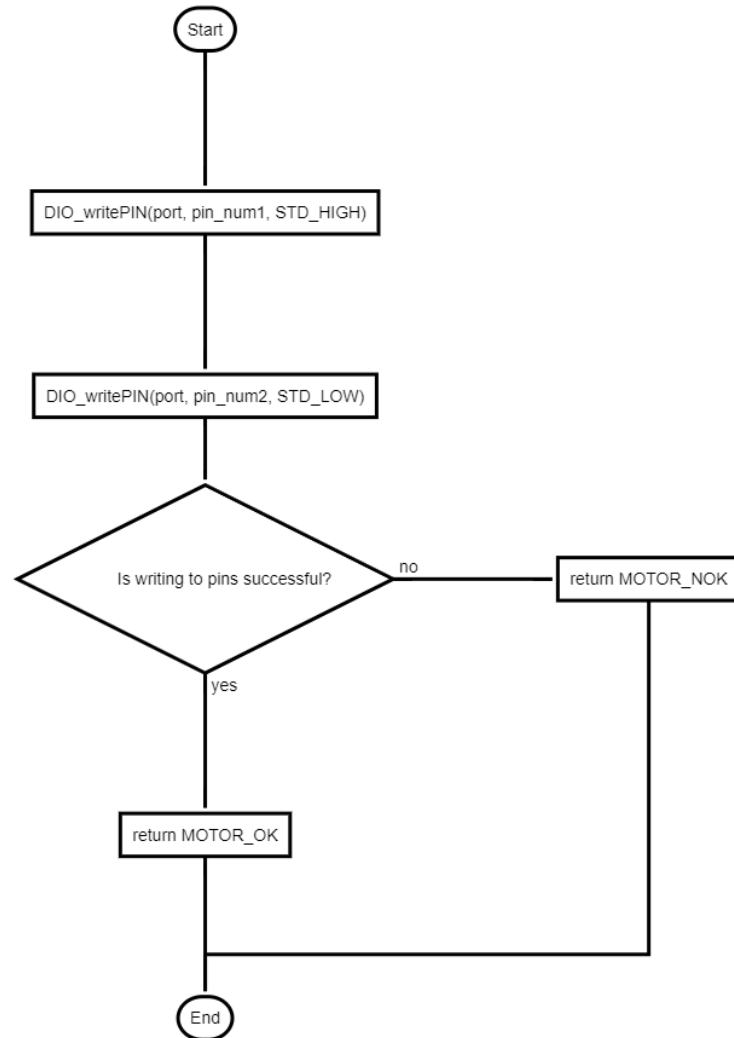 Start
DIO_writePIN(port, pin_num1, STD_HIGH)
DIO_writePIN(port, pin_num2, STD_LOW)
Is writing to pins successful?
no
return MOTOR_NOK
yes
return MOTOR_OK
End